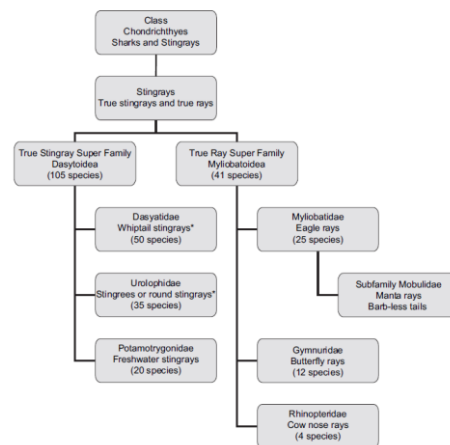 Class
Chondrichthyes
Sharks and Stingrays
Stingrays
True stingrays and true rays
True Stingray Super Family
Dasytoidea
(105 species)
True Ray Super Family
Myliobatoidea
(41 species)
Dasyatidae
Whiptail stingrays*
(50 species)
Myliobatidae
Eagle rays
(25 species)
Urolophidae
Stingrees or round stingrays*
(35 species)
Subfamily Mobulidae
Manta rays
Barb-less tails
Potamotrygonidae
Freshwater stingrays
(20 species)
Gymnuridae
Butterfly rays
(12 species)
Rhinopteridae
Cow nose rays
(4 species)